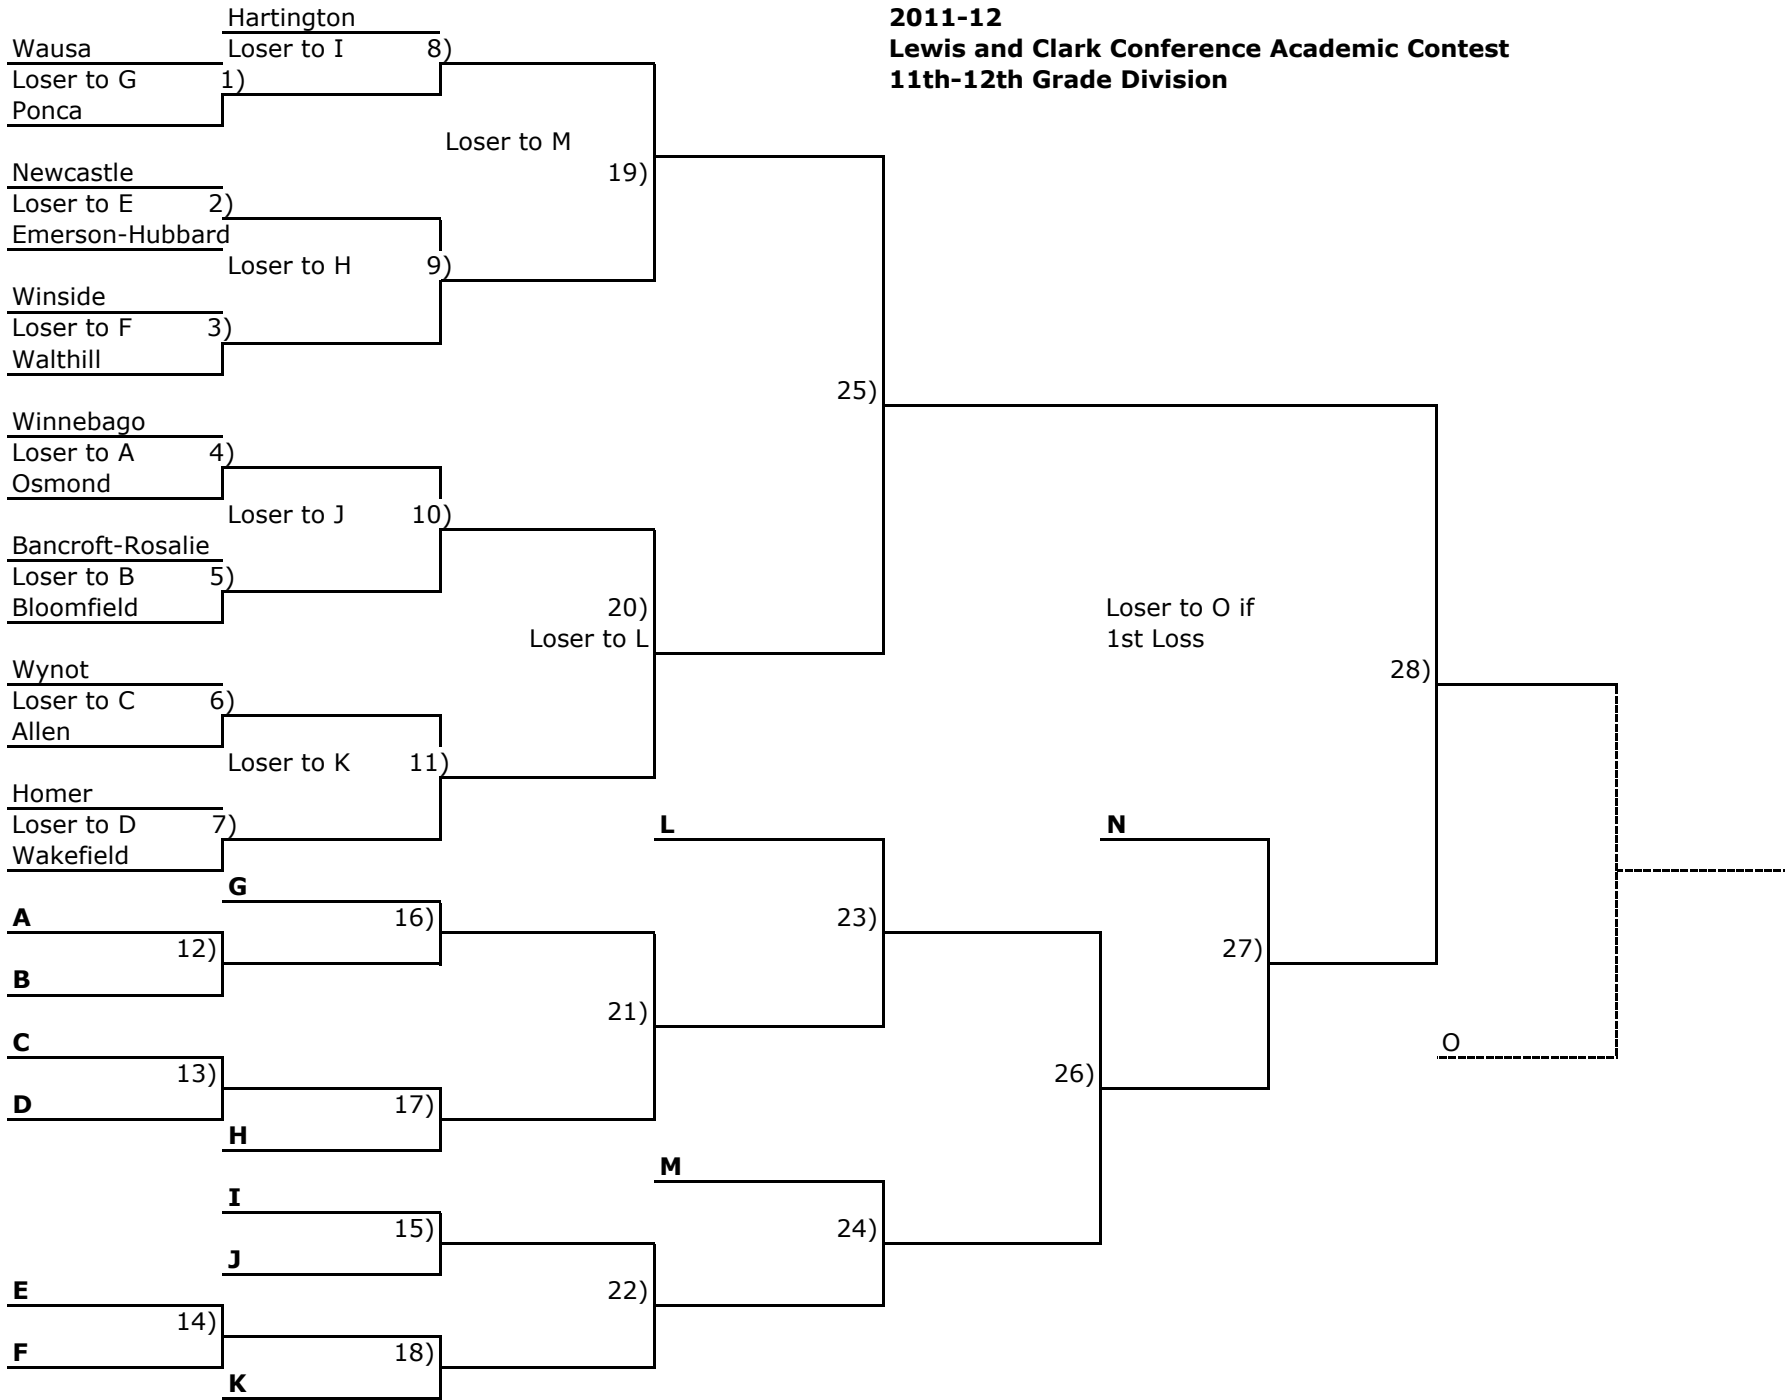 Hartington
2011-12
Wausa
Loser to I 8)
Lewis and Clark Conference Academic Contest
Loser to G 1)
11th-12th Grade Division
Ponca
Loser to M
Newcastle
19)
Loser to E 2)
Emerson-Hubbard
Loser to H 9)
Winside
Loser to F 3)
Walthill
25)
Winnebago
Loser to A 4)
Osmond
Loser to J 10)
Bancroft-Rosalie
Loser to B 5)
Bloomfield
20)
Loser to O if
Loser to L
1st Loss
Wynot
28)
Loser to C 6)
Allen
Loser to K 11)
Homer
Loser to D 7)
L
N
Wakefield
G
A
16)
23)
12)
27)
B
21)
C
O
13)
26)
D
17)
H
M
I
15)
24)
J
E
22)
14)
F
18)
K